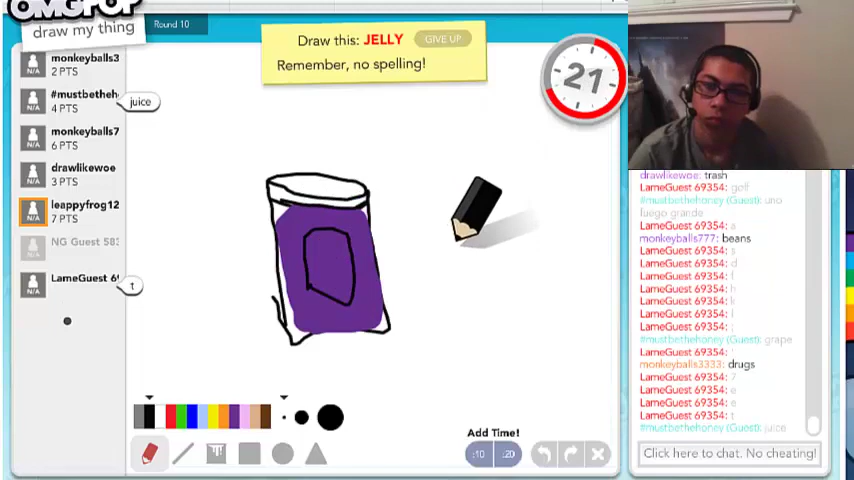 OMGPOP
draw my thing
Round 10
Draw this: JELLY
GIVE UP
Remember, no spelling!
21
monkeyballs3
2 PTS
#mustbetheh
4 PTS
juice
monkeyballs7
6 PTS
drawlikewoe
3 PTS
leappyfrog12
7 PTS
NG Guest 583
LameGuest 6
t
N/A
N/A
N/A
N/A
N/A
N/A
N/A
drawlikewoe: trash
LameGuest 69354: goff
#mustbethehoney (Guest): uno
fuego grande
LameGuest 69354: a
monkeyballs777: beans
LameGuest 69354: s
LameGuest 69354: d
LameGuest 69354: f
LameGuest 69354: h
LameGuest 69354: k
LameGuest 69354: l
LameGuest 69354: ;
#mustbethehoney (Guest): grape
LameGuest 69354: '
monkeyballs3333: drugs
LameGuest 69354: 7
LameGuest 69354: e
LameGuest 69354: e
LameGuest 69354: t
#mustbethehoney (Guest): juice
Click here to chat. No cheating!
Add Time!
:10
:20